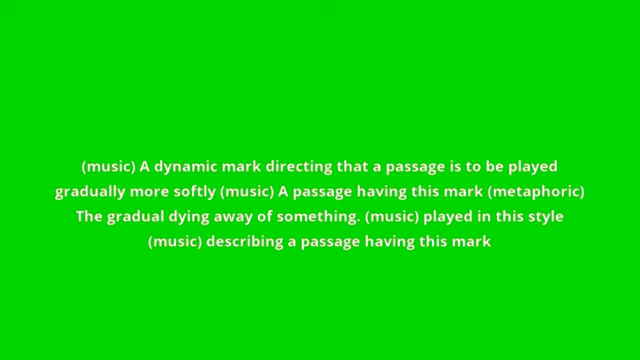 (music) A dynamic mark directing that a passage is to be played
gradually more softly (music) A passage having this mark (metaphoric)
The gradual dying away of something. (music) played in this style
(music) describing a passage having this mark